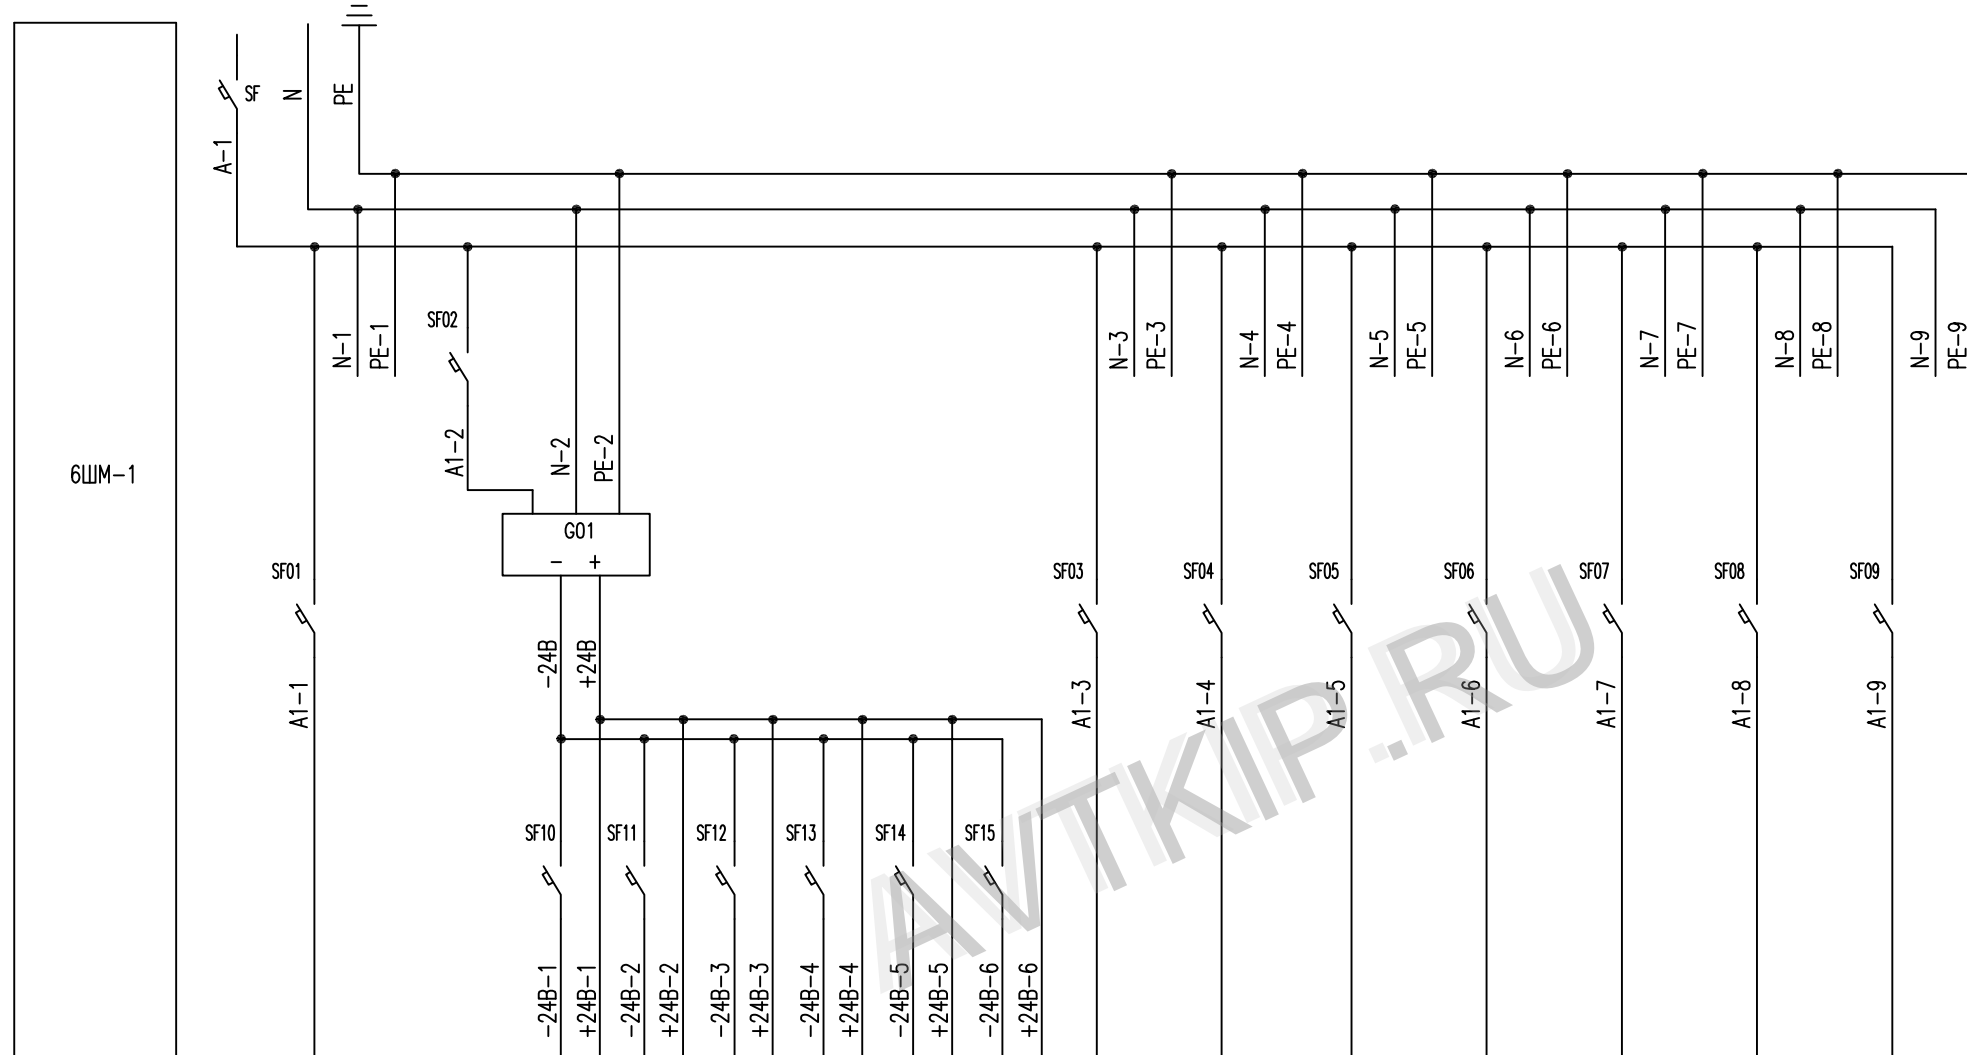 SF
N
PE
A-1
SF02
N-1
PE-1
N-3
PE-3
N-4
PE-4
N-5
PE-5
N-6
PE-6
N-7
PE-7
N-8
PE-8
N-9
PE-9
6ШМ-1
A1-2
N-2
PE-2
G01
- +
SF01
SF03
SF04
SF05
SF06
SF07
SF08
SF09
-24В
+24В
A1-1
A1-3
A1-4
A1-5
A1-6
A1-7
A1-8
A1-9
SF10
SF11
SF12
SF13
SF14
SF15
-24В-1
+24В-1
-24В-2
+24В-2
-24В-3
+24В-3
-24В-4
+24В-4
-24В-5
+24В-5
-24В-6
+24В-6
AVTKIP.RU